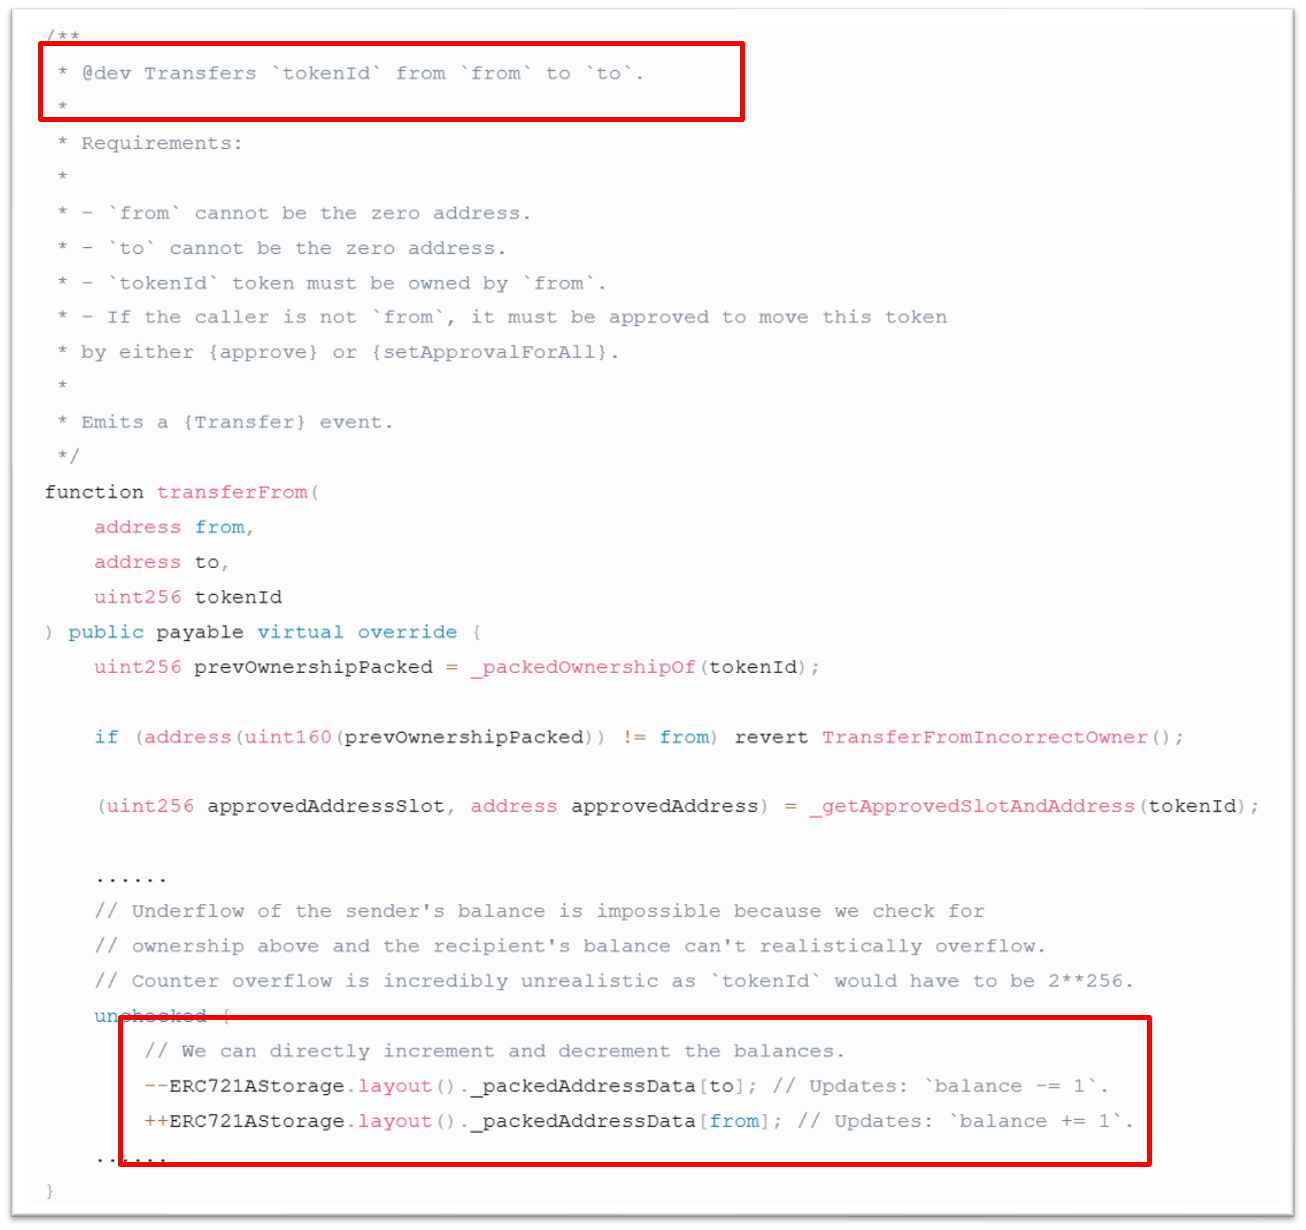 /**
 * @dev Transfers `tokenId` from `from` to `to`.
 *
 * Requirements:
 *
 * - `from` cannot be the zero address.
 * - `to` cannot be the zero address.
 * - `tokenId` token must be owned by `from`.
 * - If the caller is not `from`, it must be approved to move this token
 * by either {approve} or {setApprovalForAll}.
 *
 * Emits a {Transfer} event.
 */
function transferFrom(
    address from,
    address to,
    uint256 tokenId
) public payable virtual override {
    uint256 prevOwnershipPacked = _packedOwnershipOf(tokenId);
    if (address(uint160(prevOwnershipPacked)) != from) revert TransferFromIncorrectOwner();
    (uint256 approvedAddressSlot, address approvedAddress) = _getApprovedSlotAndAddress(tokenId);
    ......
    // Underflow of the sender's balance is impossible because we check for
    // ownership above and the recipient's balance can't realistically overflow.
    // Counter overflow is incredibly unrealistic as `tokenId` would have to be 2**256.
    unchecked {
        // We can directly increment and decrement the balances.
        --ERC721AStorage.layout()._packedAddressData[to]; // Updates: `balance -= 1`.
        ++ERC721AStorage.layout()._packedAddressData[from]; // Updates: `balance += 1`.
    ......
}